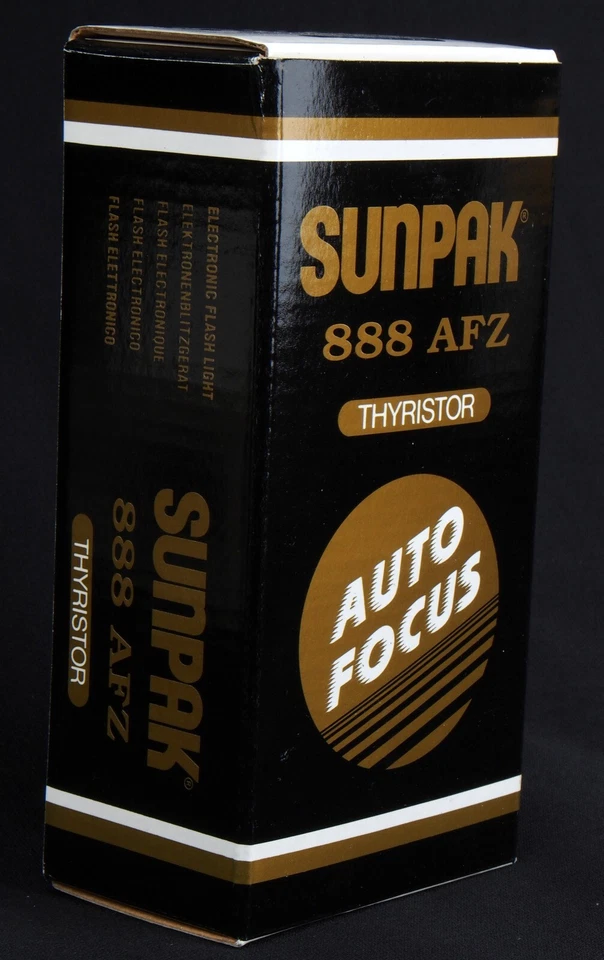 SUNPAK®
888 AFZ
THYRISTOR
AUTO
FOCUS
ELECTRONIC FLASH LIGHT
ELEKTRONENBLITZGERÄT
FLASH ELECTRONIQUE
FLASH ELECTRONICO
FLASH ELETTRONICO
SUNPAK®
888 AFZ
THYRISTOR